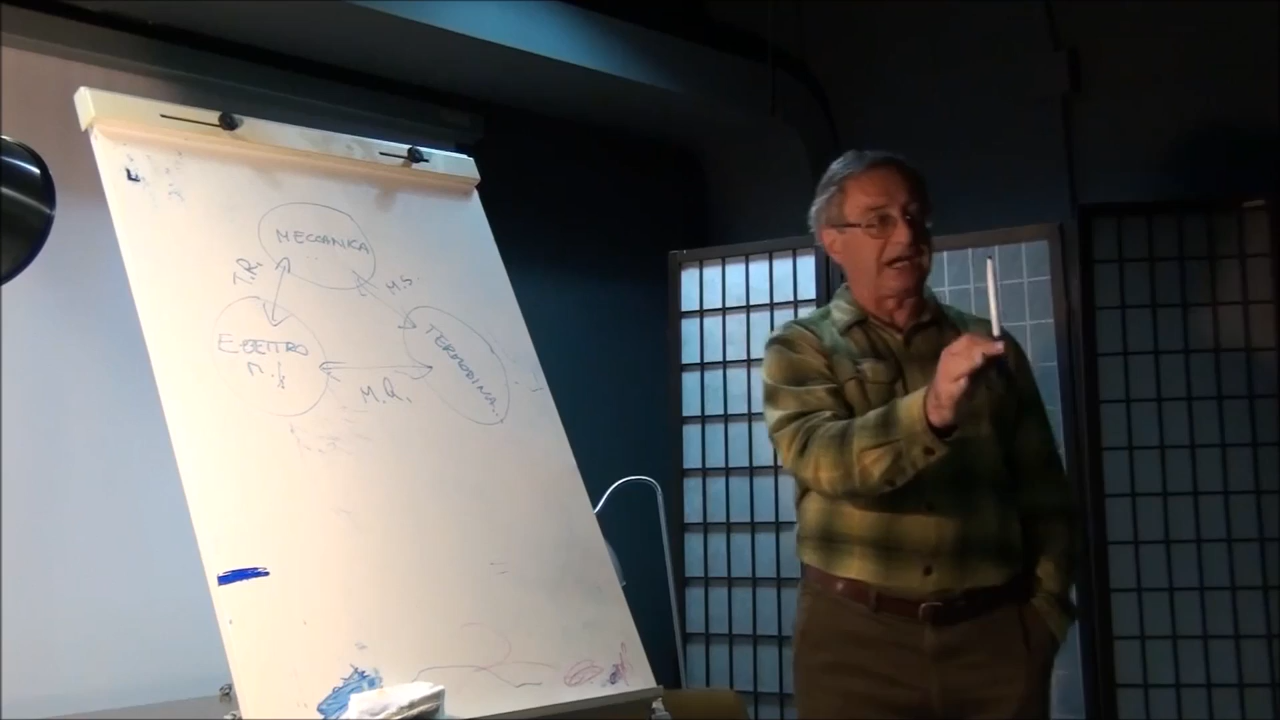 MECCANICA
T.R.
M.S.
ELETTRO
M.
TERMODINA..
M.Q.